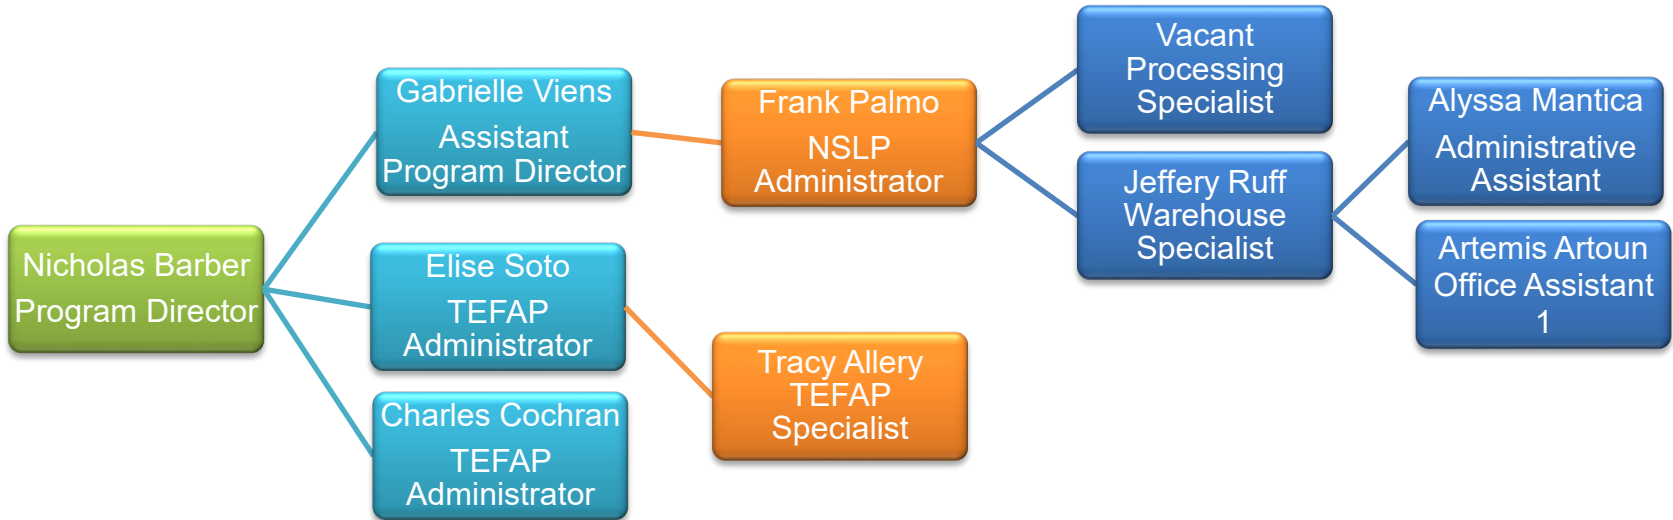 Nicholas Barber
Program Director
Gabrielle Viens
Assistant
Program Director
Elise Soto
TEFAP
Administrator
Charles Cochran
TEFAP
Administrator
Frank Palmo
NSLP
Administrator
Tracy Allery
TEFAP
Specialist
Vacant
Processing
Specialist
Jeffery Ruff
Warehouse
Specialist
Alyssa Mantica
Administrative
Assistant
Artemis Artoun
Office Assistant
1